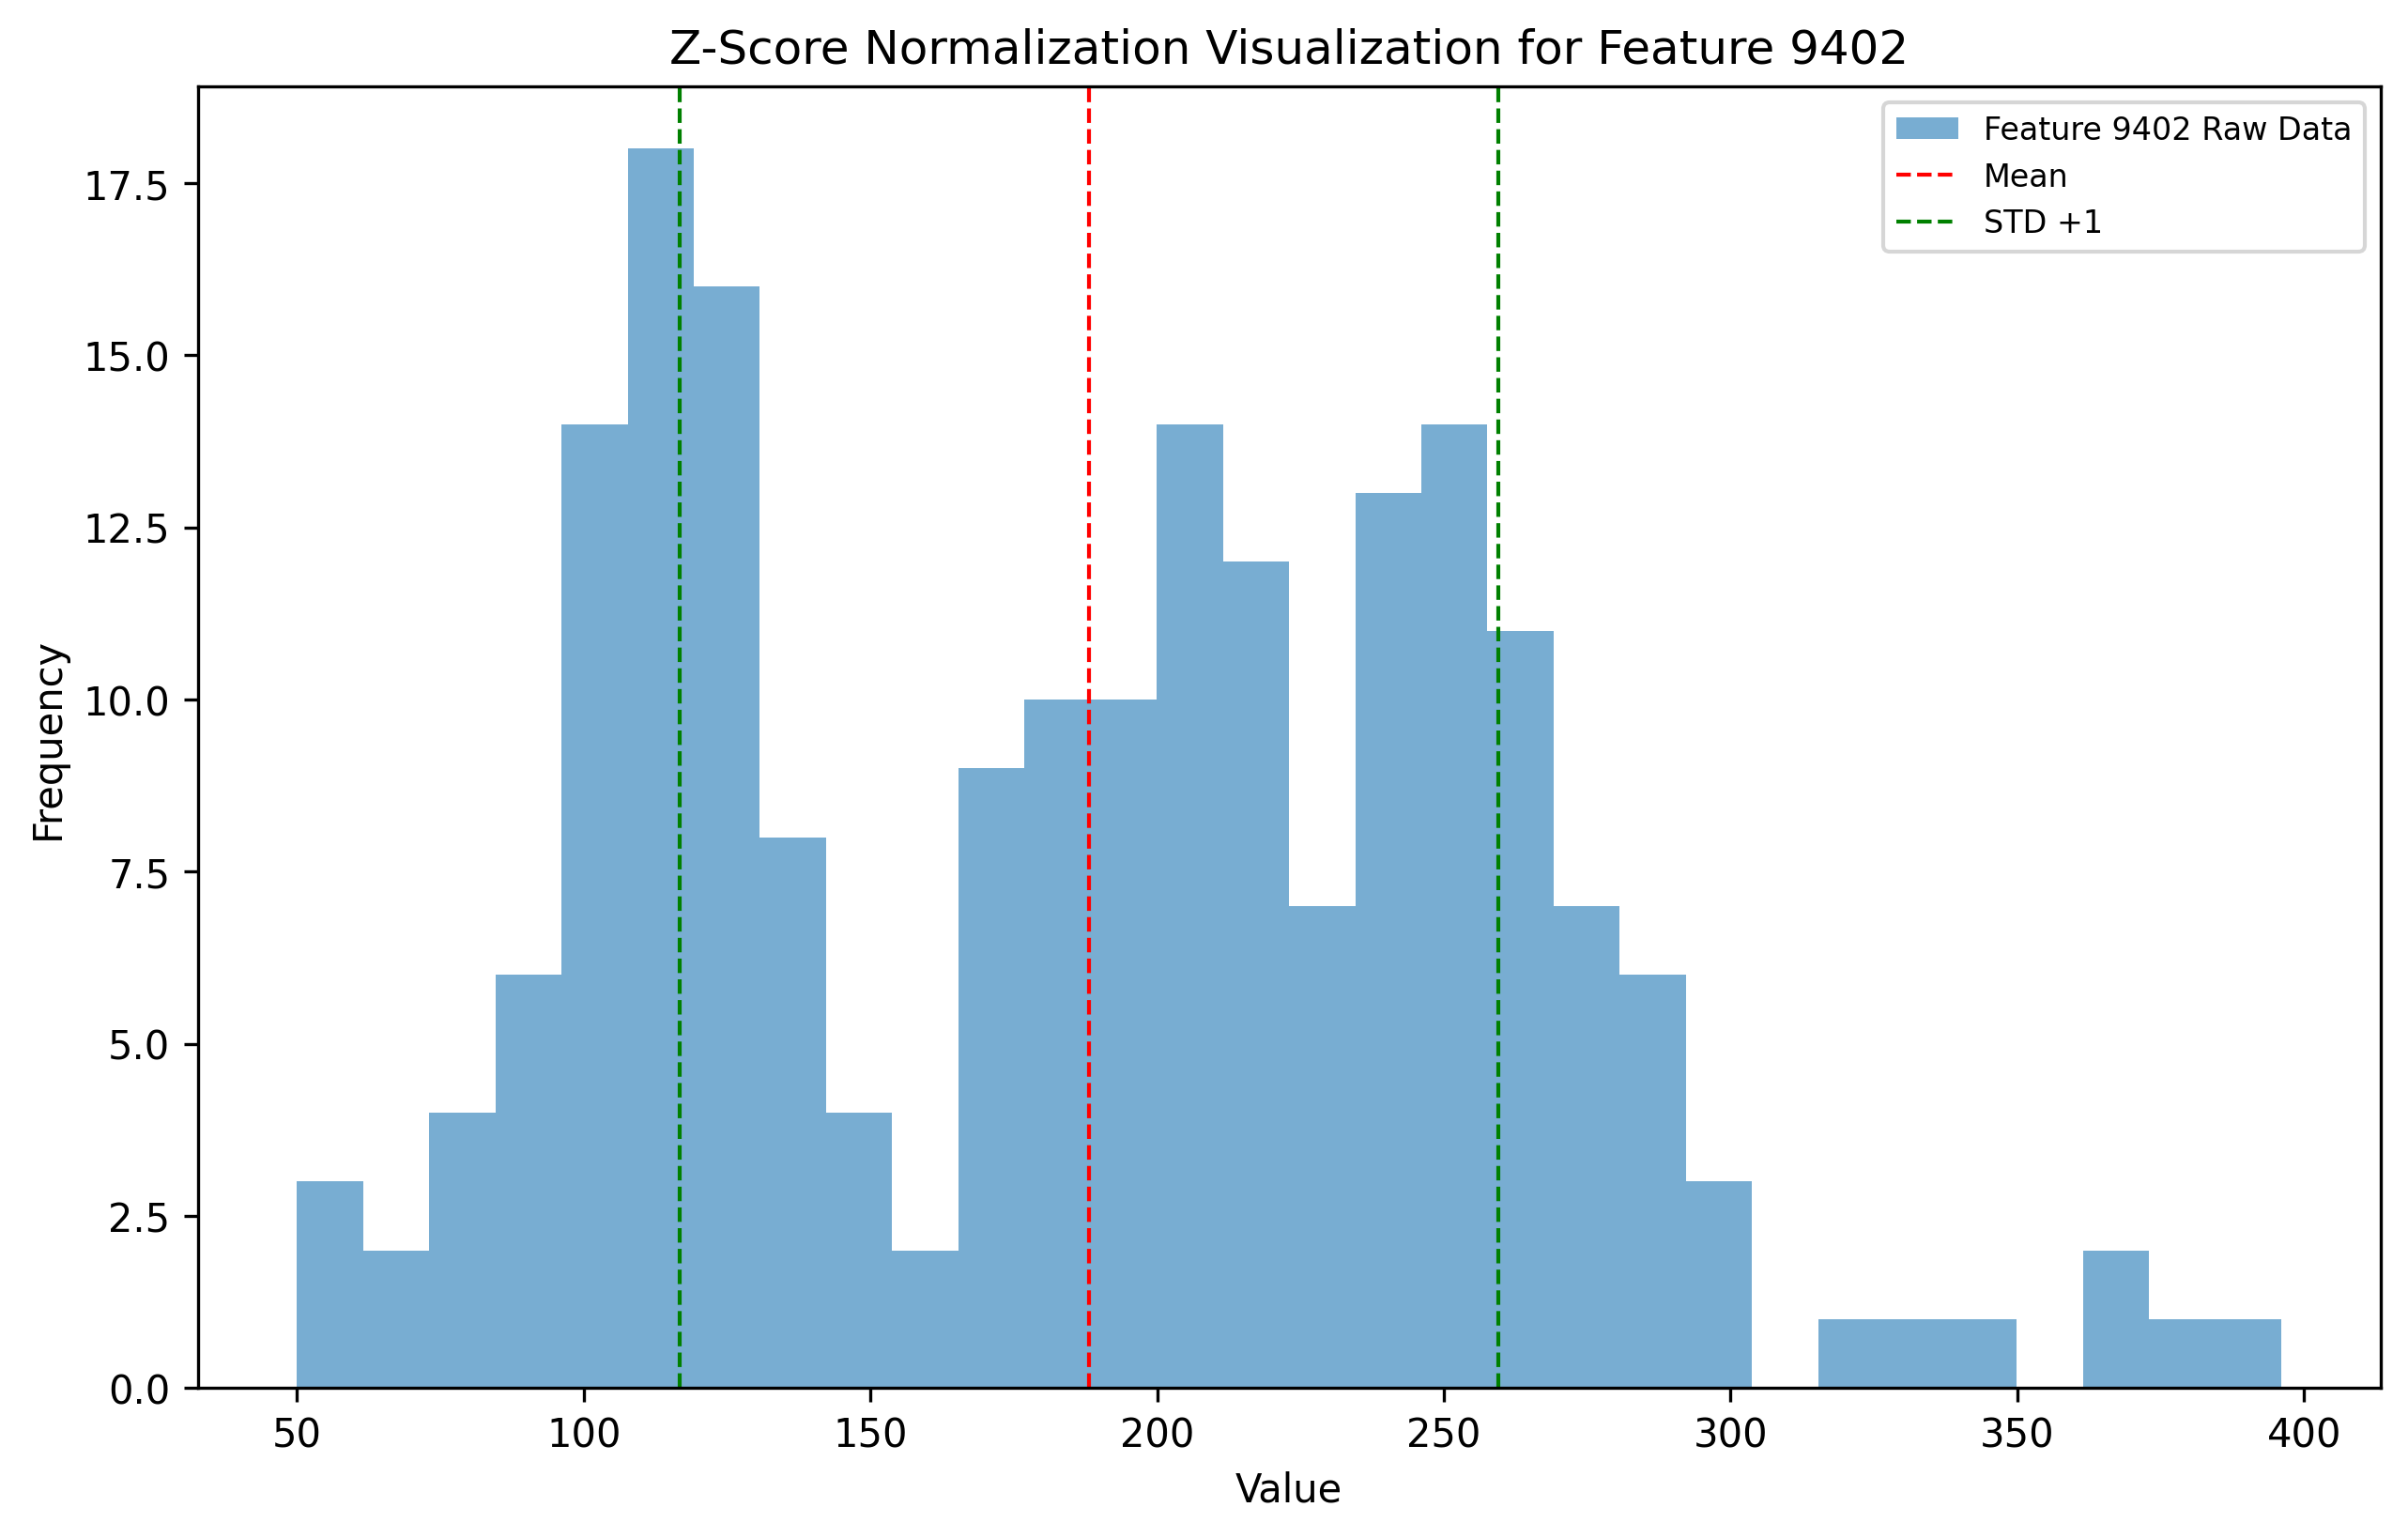 Z-Score Normalization Visualization for Feature 9402
Feature 9402 Raw Data
Mean
STD +1
Frequency
17.5
15.0
12.5
10.0
7.5
5.0
2.5
0.0
50 100 150 200 250 300 350 400
Value